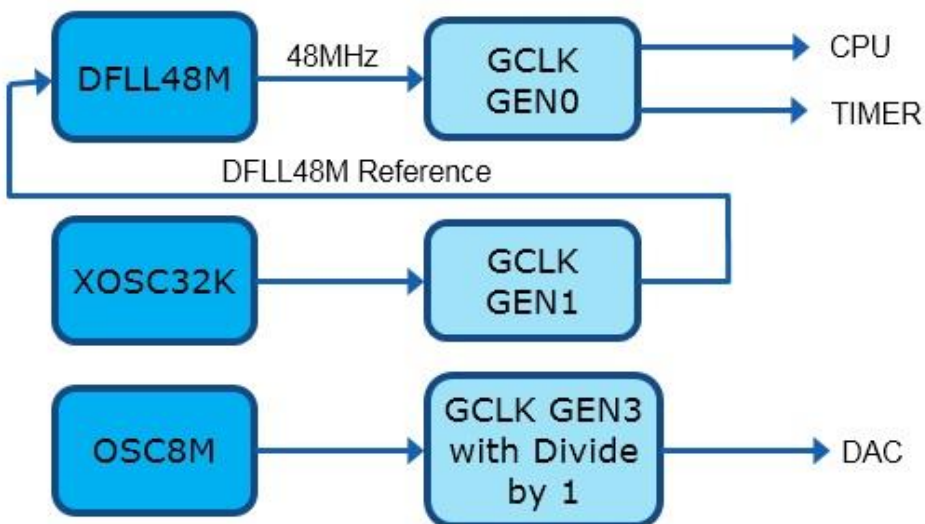 DFLL48M
48MHz
GCLK
GEN0
CPU
TIMER
DFLL48M Reference
XOSC32K
GCLK
GEN1
OSC8M
GCLK GEN3
with Divide
by 1
DAC